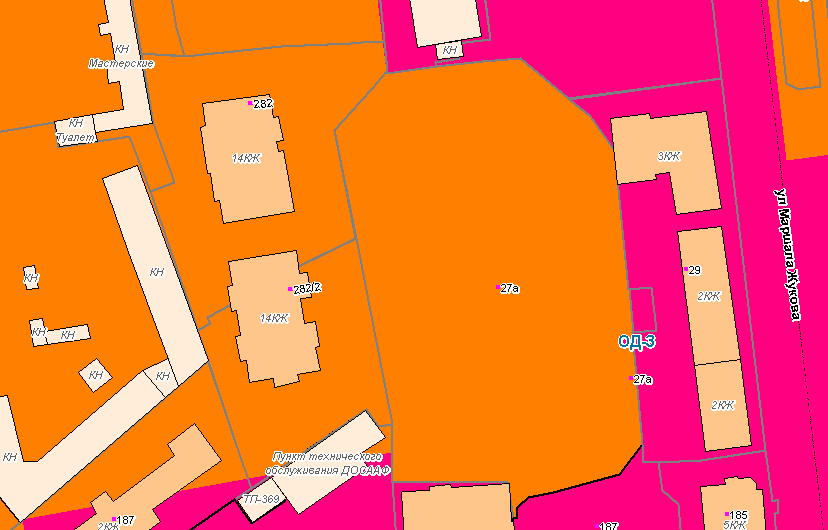 КН
КН
Мастерские
КН
Туалет
282
14КЖ
3КЖ
КН
КН
282/2
14КЖ
27а
29
2КЖ
ул Маршала Жукова
КН
КН
ОД-3
КН
КН
27а
2КЖ
КН
Пункт технического
обслуживания ДОСААФ
ТП-369
187
2КЖ
187
185
5КЖ